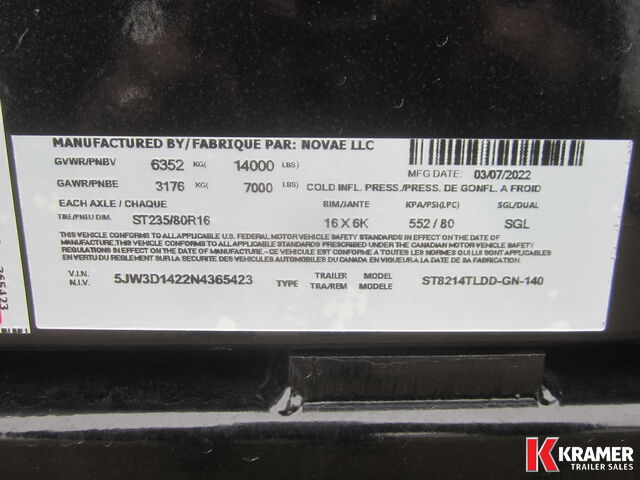 MANUFACTURED BY/FABRIQUE PAR: NOVAE LLC
GVWR/PNBV 6352 KG( 14000 LBS)
MFG DATE: 03/07/2022
GAWR/PNBE 3176 KG( 7000 LBS) COLD INFL. PRESS./PRESS. DE GONFL. A FROID
EACH AXLE / CHAQUE RIM/JANTE KPA/PSI(LPC) SGL/DUAL
TIRE/PNEU DIM. ST235/80R16 16 X 6K 552 / 80 SGL
THIS VEHICLE CONFORMS TO ALL APPLICABLE U.S. FEDERAL MOTOR VEHICLE SAFETY STANDARDS IN EFFECT ON THE DATE OF
MANUFACTURE SHOWN ABOVE. THIS VEHICLE CONFORMS TO ALL APPLICABLE STANDARDS PRESCRIBED UNDER THE CANADIAN MOTOR VEHICLE SAFETY
REGULATIONS IN EFFECT ON THE DATE OF MANUFACTURE / CE VEHICULE EST CONFORME A TOUTES LES NORMES QUI LUI SONT APPLICABLES
EN VERTU DU REGLEMENT SUR LA SECURITE DES VEHICULES AUTOMOBILES DU CANADA EN VIGUEUR A LA DATE DE SA FABRICATION
V.I.N. 5JW3D1422N4365423 TYPE TRAILER MODEL ST8214TLDD-GN-140
N.I.V. REMORQUE MODELE
365423
KRAMER
TRAILER SALES